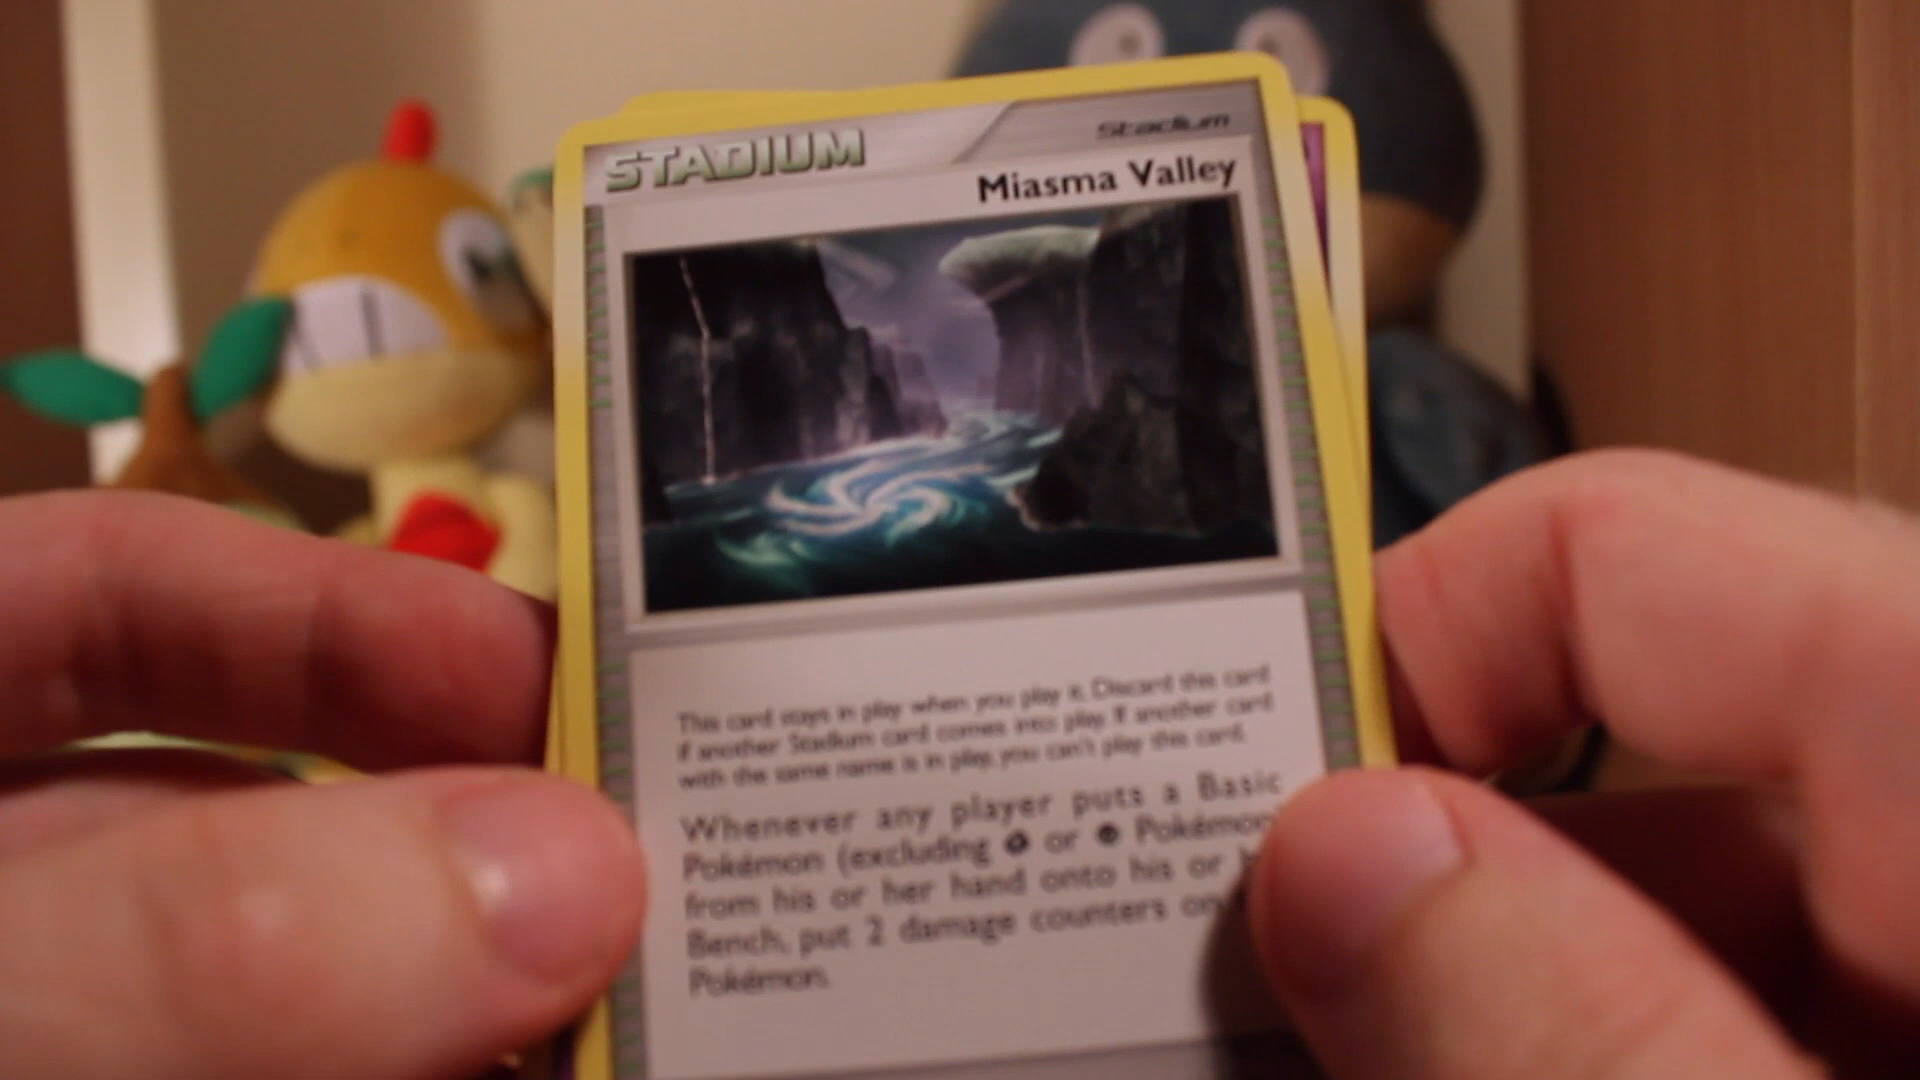 STADIUM
Stadium
Miasma Valley
This card stays in play when you play it. Discard this card
if another Stadium card comes into play. If another card
with the same name is in play, you can't play this card.
Whenever any player puts a Basic
Pokémon (excluding or Pokémon
from his or her hand onto his or
Bench, put 2 damage counters on
Pokémon.